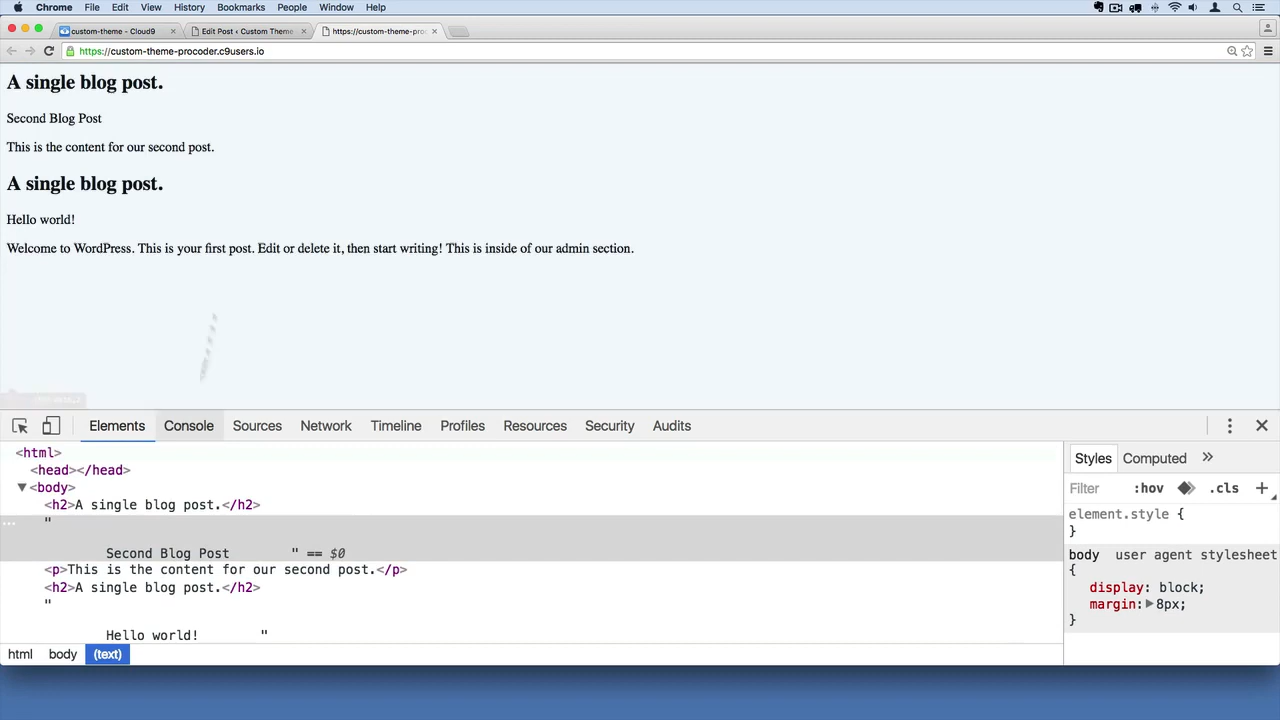 Chrome File Edit View History Bookmarks People Window Help
custom-theme - Cloud9
Edit Post ‹ Custom Theme
https://custom-theme-pro
https://custom-theme-procoder.c9users.io
A single blog post.
Second Blog Post
This is the content for our second post.
A single blog post.
Hello world!
Welcome to WordPress. This is your first post. Edit or delete it, then start writing! This is inside of our admin section.
Elements Console Sources Network Timeline Profiles Resources Security Audits
<html>
<head></head>
<body>
<h2>A single blog post.</h2>
"
Second Blog Post " == $0
<p>This is the content for our second post.</p>
<h2>A single blog post.</h2>
"
Hello world! "
html body (text)
Styles Computed »
Filter :hov .cls +
element.style {
}
body user agent stylesheet
{
display: block;
margin: 8px;
}